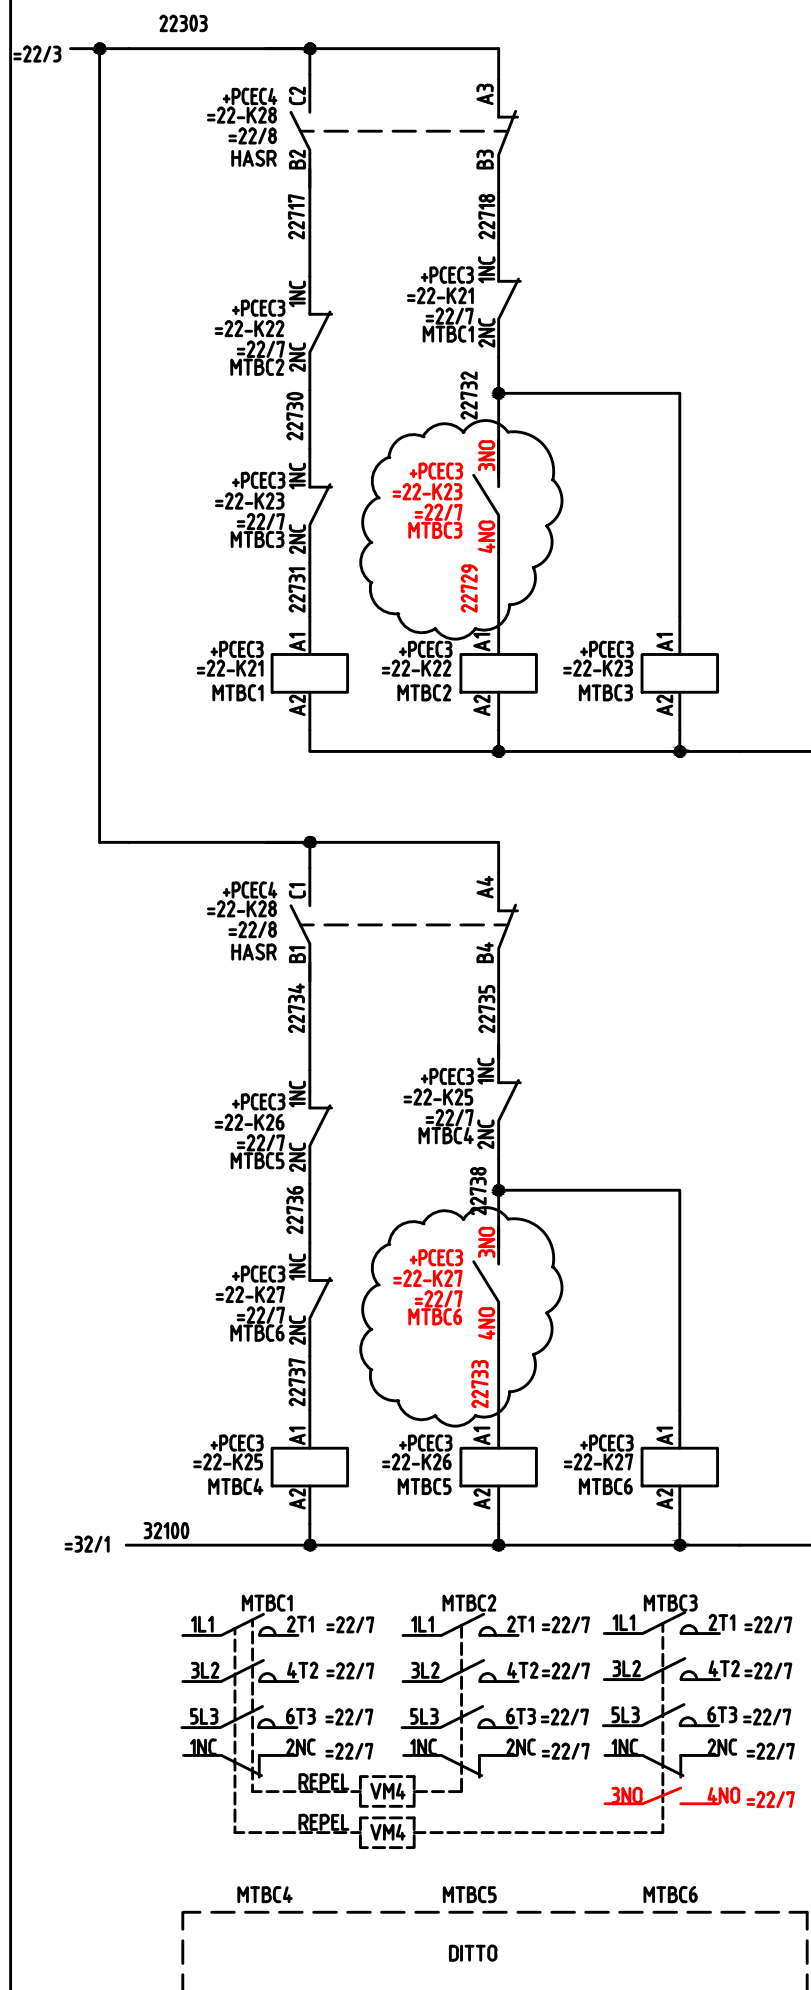 22303
=22/3
+PCEC4
=22-K28
=22/8
HASR
C2
B2
A3
B3
22717
22718
+PCEC3
=22-K22
=22/7
MTBC2
1NC
2NC
+PCEC3
=22-K21
=22/7
MTBC1
1NC
2NC
22730
22732
+PCEC3
=22-K23
=22/7
MTBC3
1NC
2NC
+PCEC3
=22-K23
=22/7
MTBC3
3NO
4NO
22731
22729
+PCEC3
=22-K21
MTBC1
A1
A2
+PCEC3
=22-K22
MTBC2
A1
A2
+PCEC3
=22-K23
MTBC3
A1
A2
+PCEC4
=22-K28
=22/8
HASR
C1
B1
A4
B4
22734
22735
+PCEC3
=22-K26
=22/7
MTBC5
1NC
2NC
+PCEC3
=22-K25
=22/7
MTBC4
1NC
2NC
22736
22738
+PCEC3
=22-K27
=22/7
MTBC6
1NC
2NC
+PCEC3
=22-K27
=22/7
MTBC6
3NO
4NO
22737
22733
+PCEC3
=22-K25
MTBC4
A1
A2
+PCEC3
=22-K26
MTBC5
A1
A2
+PCEC3
=22-K27
MTBC6
A1
A2
=32/1
32100
MTBC1 MTBC2 MTBC3
1L1 2T1 =22/7 1L1 2T1 =22/7 1L1 2T1 =22/7
3L2 4T2 =22/7 3L2 4T2 =22/7 3L2 4T2 =22/7
5L3 6T3 =22/7 5L3 6T3 =22/7 5L3 6T3 =22/7
1NC 2NC =22/7 1NC 2NC =22/7 1NC 2NC =22/7
REPEL VM4 3NO 4NO =22/7
REPEL VM4
MTBC4 MTBC5 MTBC6
DITTO